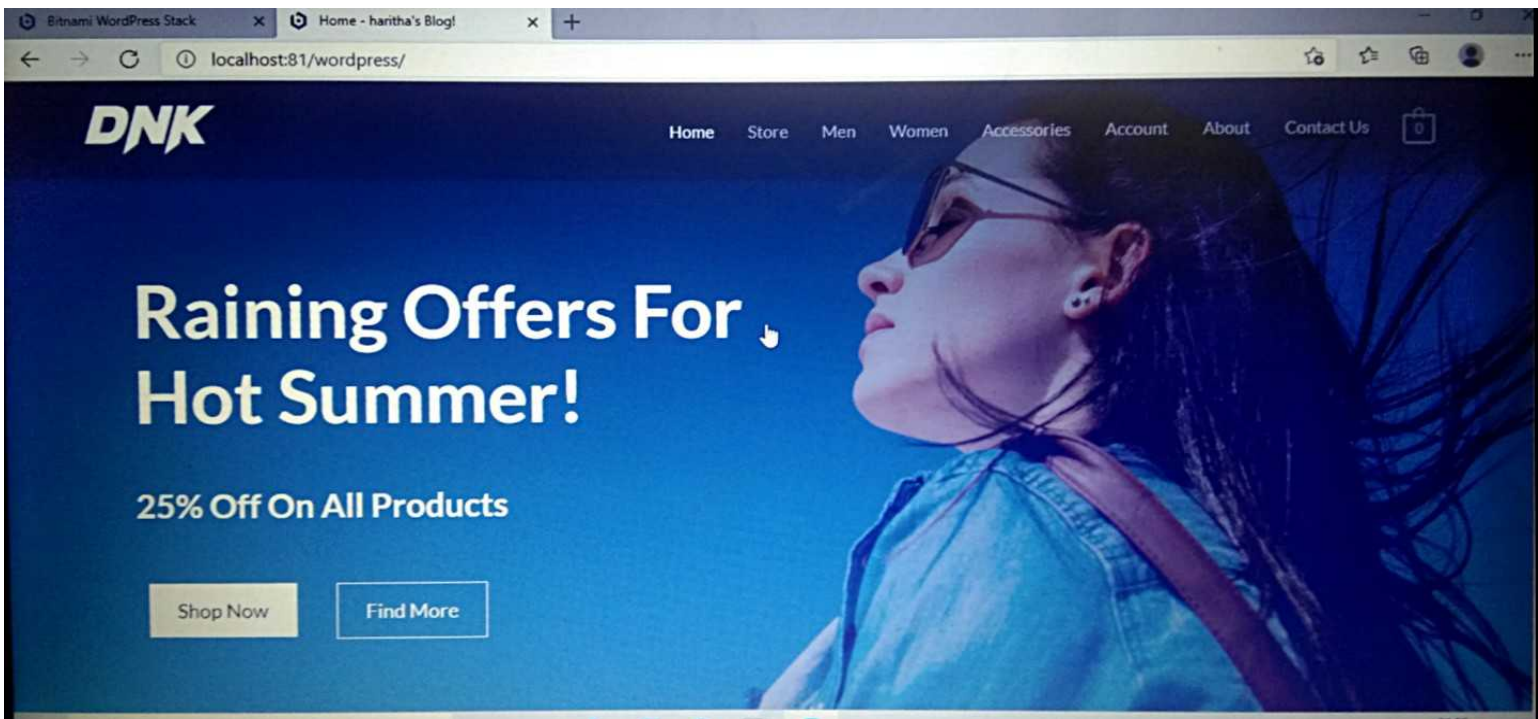 Bitnami WordPress Stack
Home - haritha's Blog!
localhost:81/wordpress/
DNK
Home Store Men Women Accessories Account About Contact Us 0
Raining Offers For
Hot Summer!
25% Off On All Products
Shop Now Find More